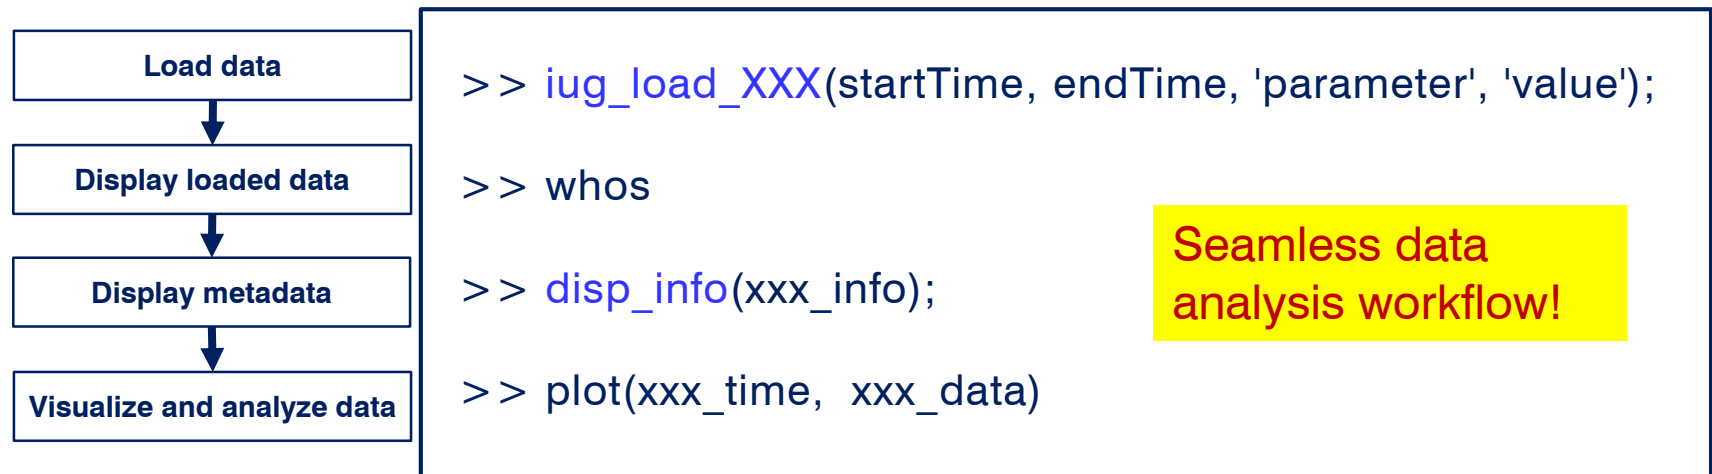 Load data
>> iug_load_XXX(startTime, endTime, 'parameter', 'value');
Display loaded data
>> whos
Display metadata
>> disp_info(xxx_info);
Visualize and analyze data
>> plot(xxx_time, xxx_data)
Seamless data
analysis workflow!